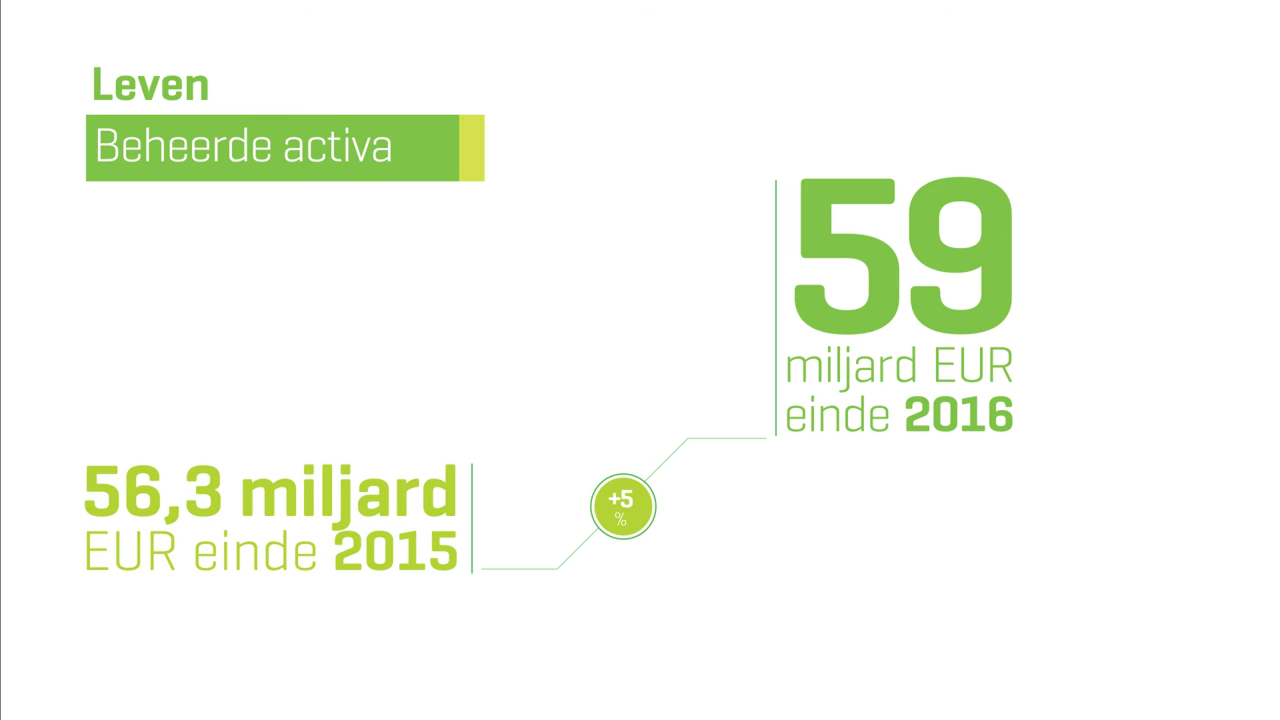 Leven
Beheerde activa
59
miljard EUR
einde 2016
56,3 miljard
EUR einde 2015
+5
%